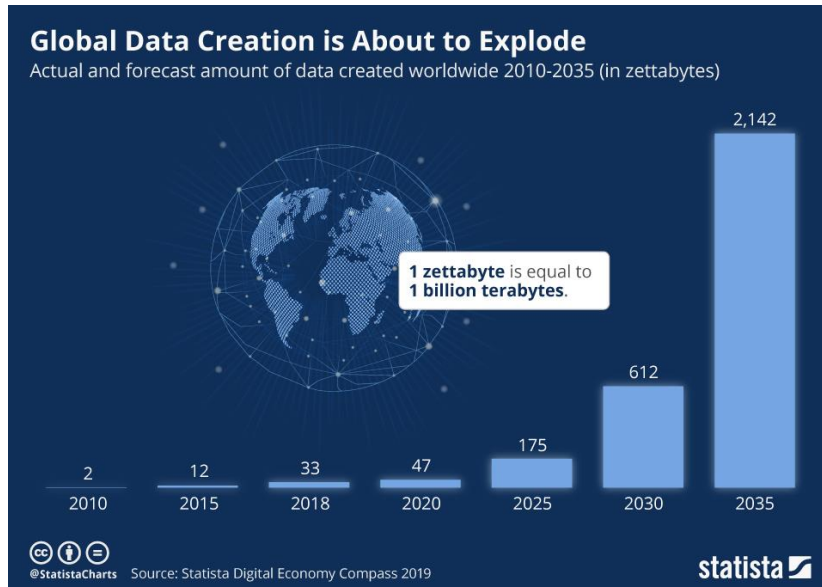 Global Data Creation is About to Explode
Actual and forecast amount of data created worldwide 2010-2035 (in zettabytes)
2,142
1 zettabyte is equal to
1 billion terabytes.
612
175
47
33
12
2
2010 2015 2018 2020 2025 2030 2035
cc
@StatistaCharts Source: Statista Digital Economy Compass 2019
statista